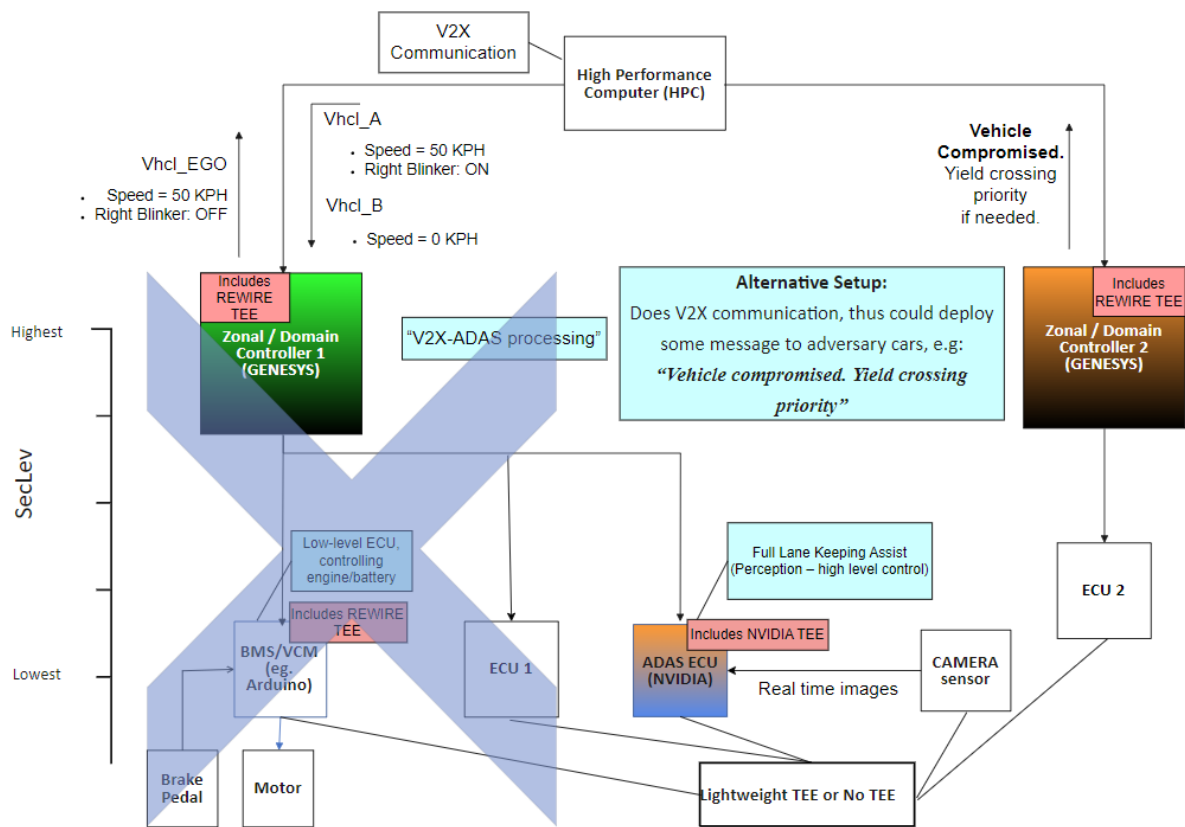 V2X
Communication
High Performance
Computer (HPC)
Vhcl_EGO
• Speed = 50 KPH
• Right Blinker: OFF
Vhcl_A
• Speed = 50 KPH
• Right Blinker: ON
Vhcl_B
• Speed = 0 KPH
Vehicle
Compromised.
Yield crossing
priority
if needed.
Includes
REWIRE
TEE
Zonal / Domain
Controller 1
(GENESYS)
“V2X-ADAS processing”
Alternative Setup:
Does V2X communication, thus could deploy
some message to adversary cars, e.g:
“Vehicle compromised. Yield crossing
priority”
Includes
REWIRE TEE
Zonal / Domain
Controller 2
(GENESYS)
SecLev
Highest
Lowest
Low-level ECU,
controlling
engine/battery
Includes REWIRE
TEE
BMS/VCM
(eg.
Arduino)
ECU 1
Full Lane Keeping Assist
(Perception – high level control)
Includes NVIDIA TEE
ADAS ECU
(NVIDIA)
Real time images
CAMERA
sensor
ECU 2
Brake
Pedal
Motor
Lightweight TEE or No TEE